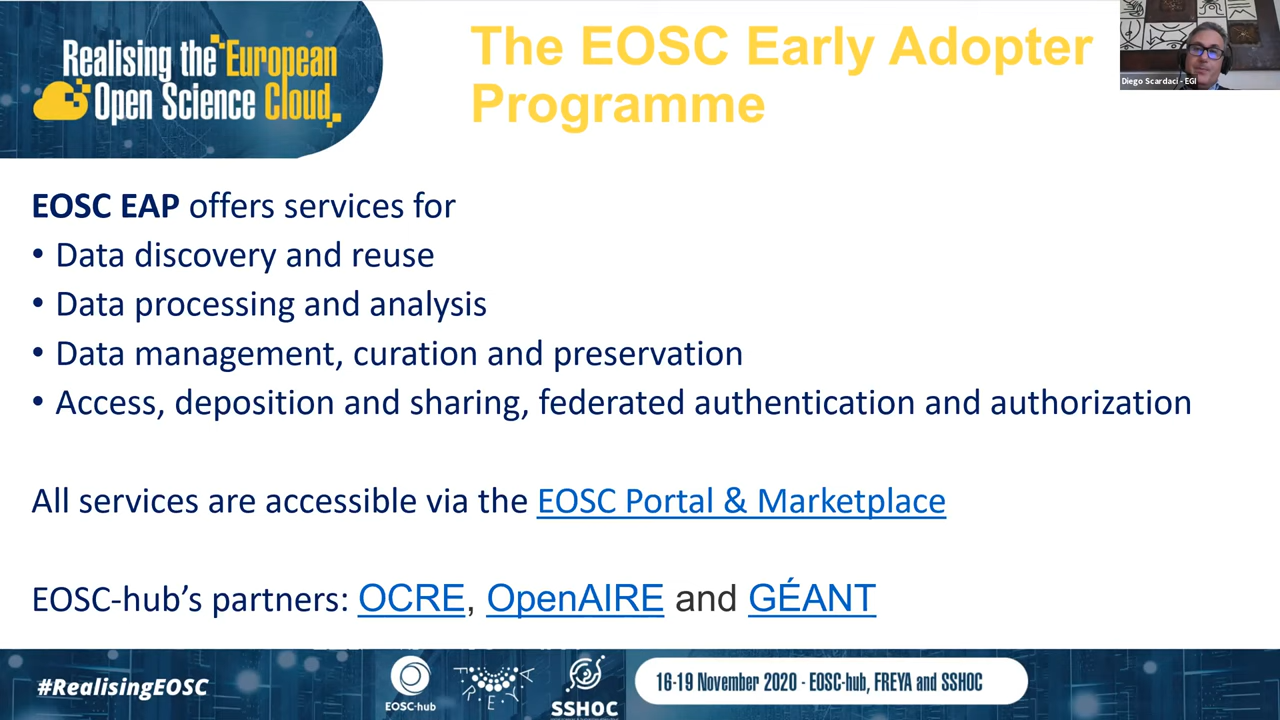 Realising the European
Open Science Cloud
The EOSC Early Adopter
Programme
Diego Scardaci - EGI
EOSC EAP offers services for
• Data discovery and reuse
• Data processing and analysis
• Data management, curation and preservation
• Access, deposition and sharing, federated authentication and authorization
All services are accessible via the EOSC Portal & Marketplace
EOSC-hub’s partners: OCRE, OpenAIRE and GÉANT
#RealisingEOSC
EOSC-hub
FREYA
SSHOC
16-19 November 2020 - EOSC-hub, FREYA and SSHOC